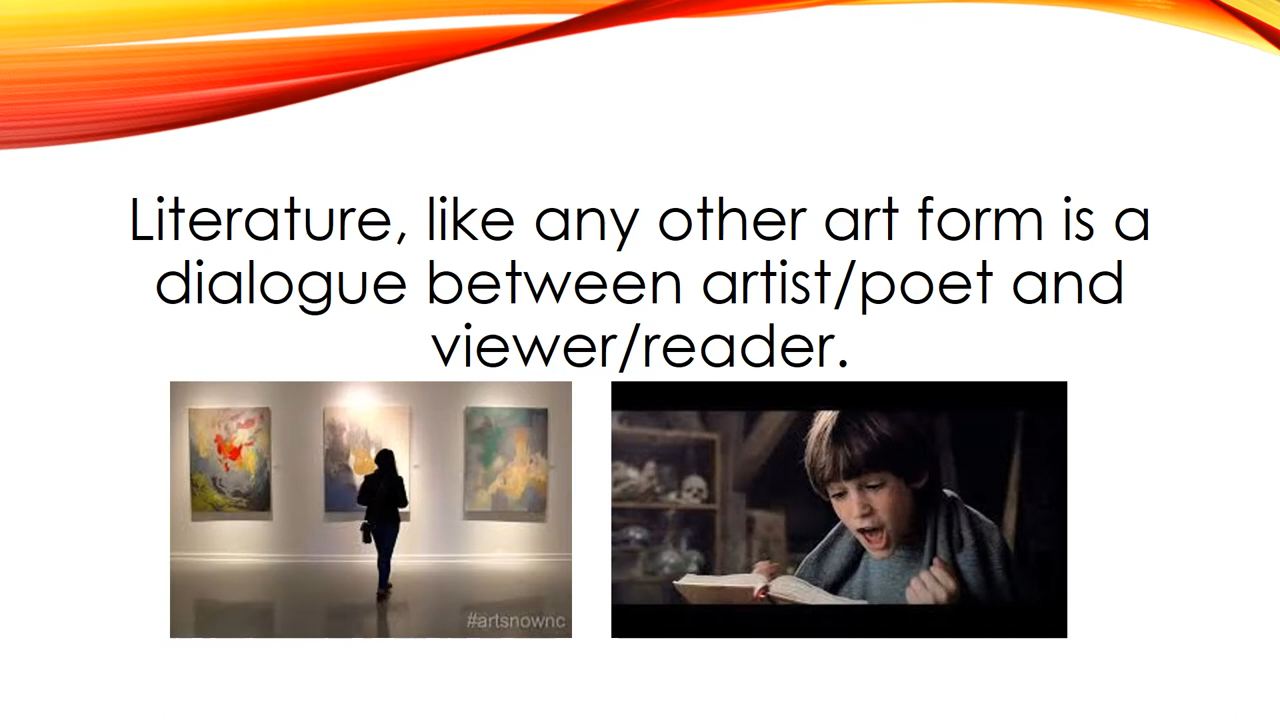 Literature, like any other art form is a
dialogue between artist/poet and
viewer/reader.
#artsnownc